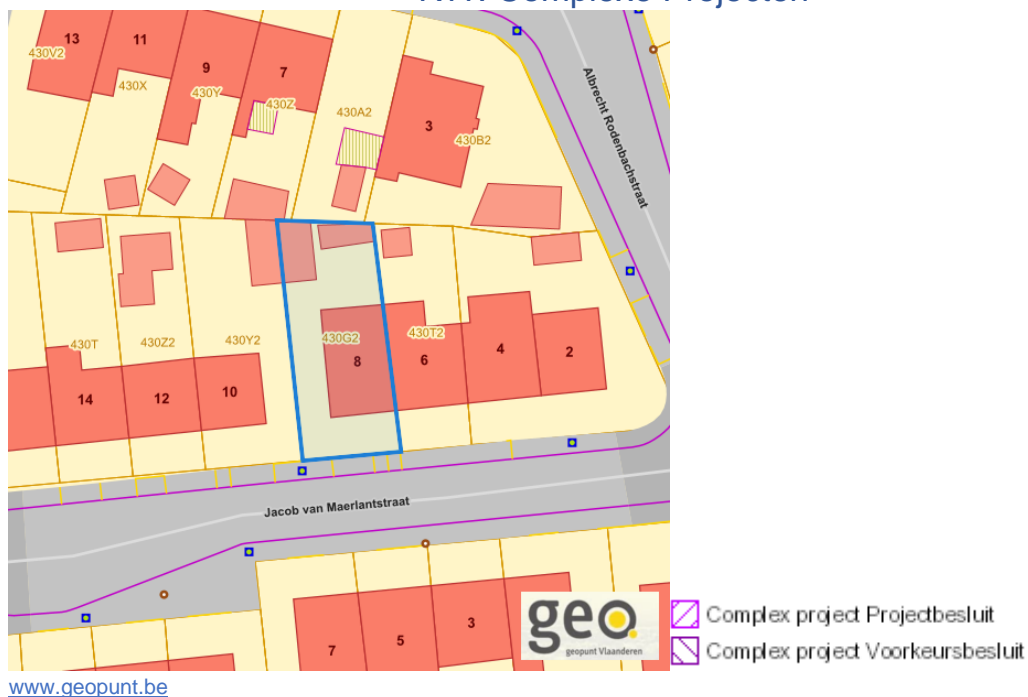 13
11
9
7
430V2
430X
430Y
430Z
430A2
3
430B2
Albrecht Rodenbachstraat
430T
430Z2
430Y2
430G2
430T2
14
12
10
8
6
4
2
Jacob van Maerlantstraat
7
5
3
geo
geopunt Vlaanderen
Complex project Projectbesluit
Complex project Voorkeursbesluit
www.geopunt.be